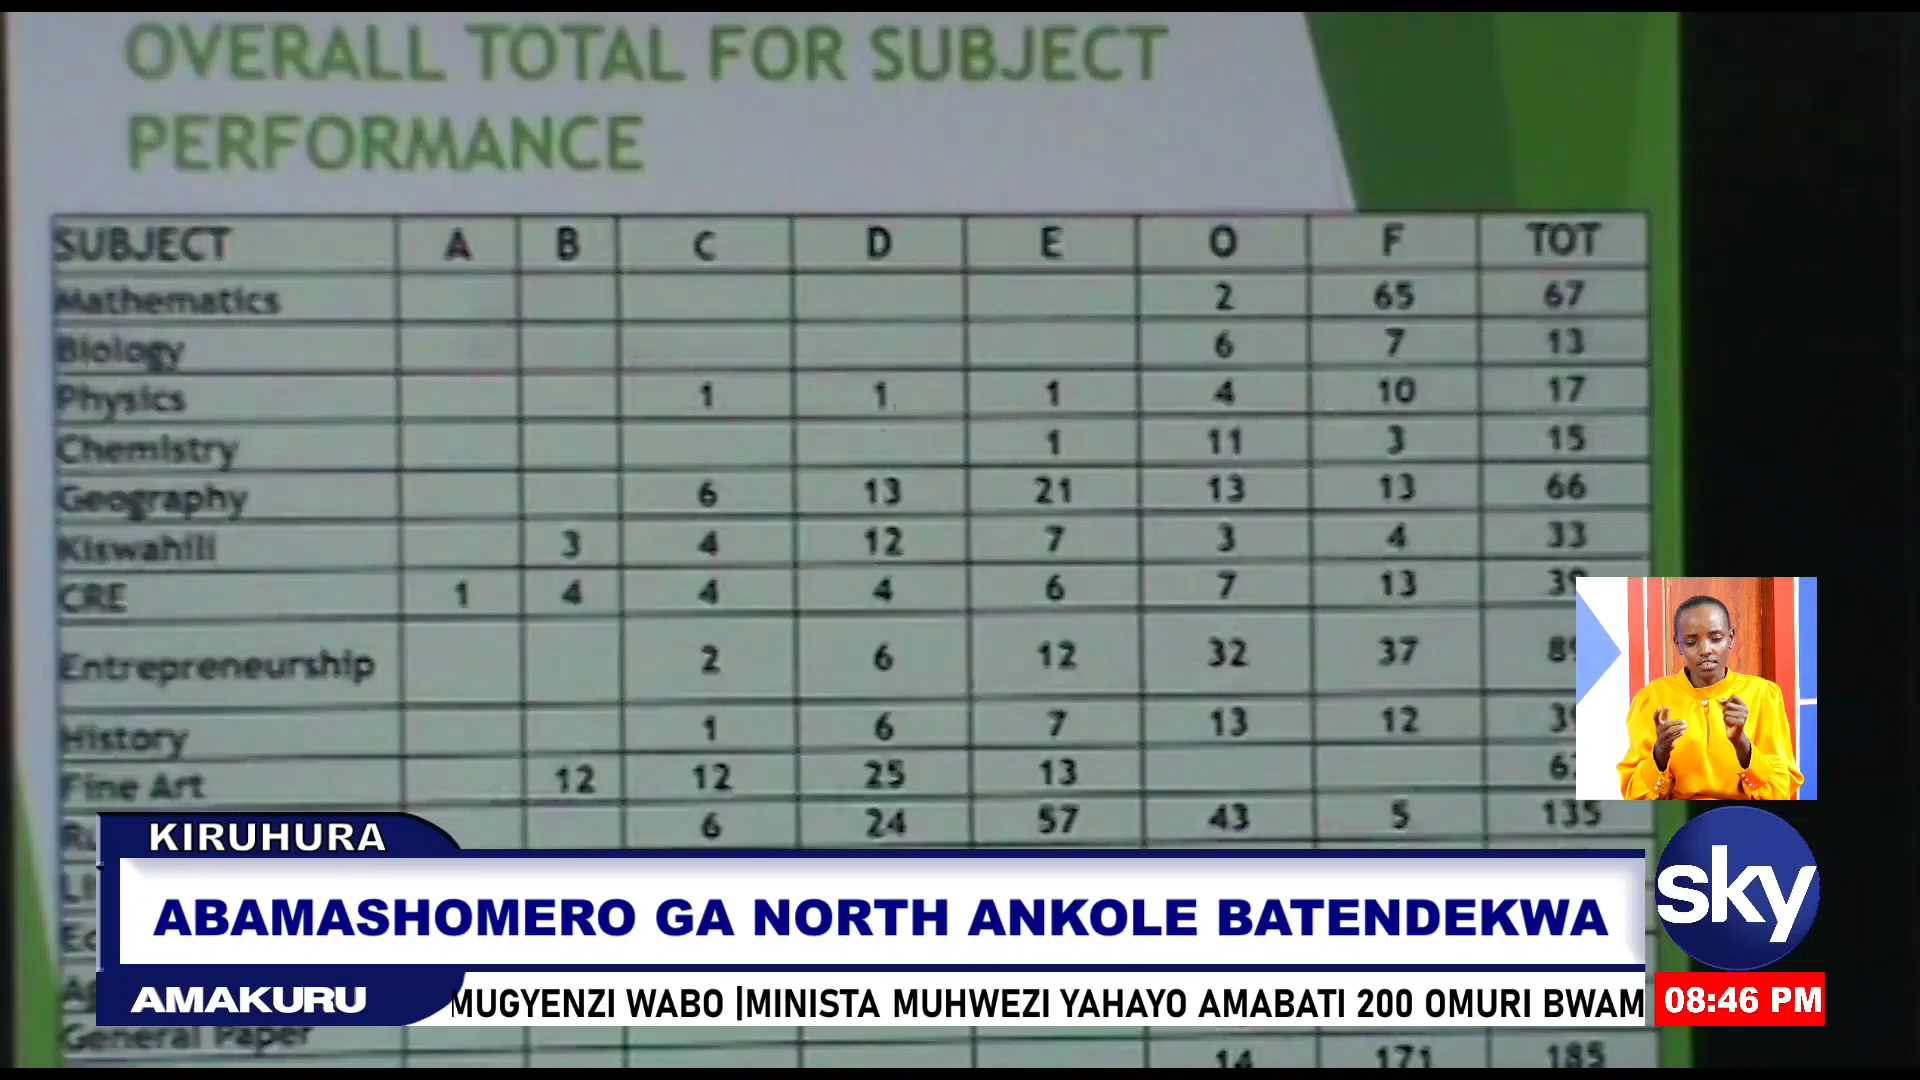 OVERALL TOTAL FOR SUBJECT
PERFORMANCE
SUBJECT A B C D E O F TOT
Mathematics 2 65 67
Biology 6 7 13
Physics 1 1 1 4 10 17
Chemistry 1 11 3 15
Geography 6 13 21 13 13 66
Kiswahili 3 4 12 7 3 4 33
CRE 1 4 4 4 6 7 13 39
Entrepreneurship 2 6 12 32 37
History 1 6 7 13 12
Fine Art 12 12 25 13
6 24 57 43 5 135
KIRUHURA
ABAMASHOMERO GA NORTH ANKOLE BATENDEKWA
sky
AMAKURU MUGYENZI WABO |MINISTA MUHWEZI YAHAYO AMABATI 200 OMURI BWAM 08:46 PM
General Paper 14 171 185